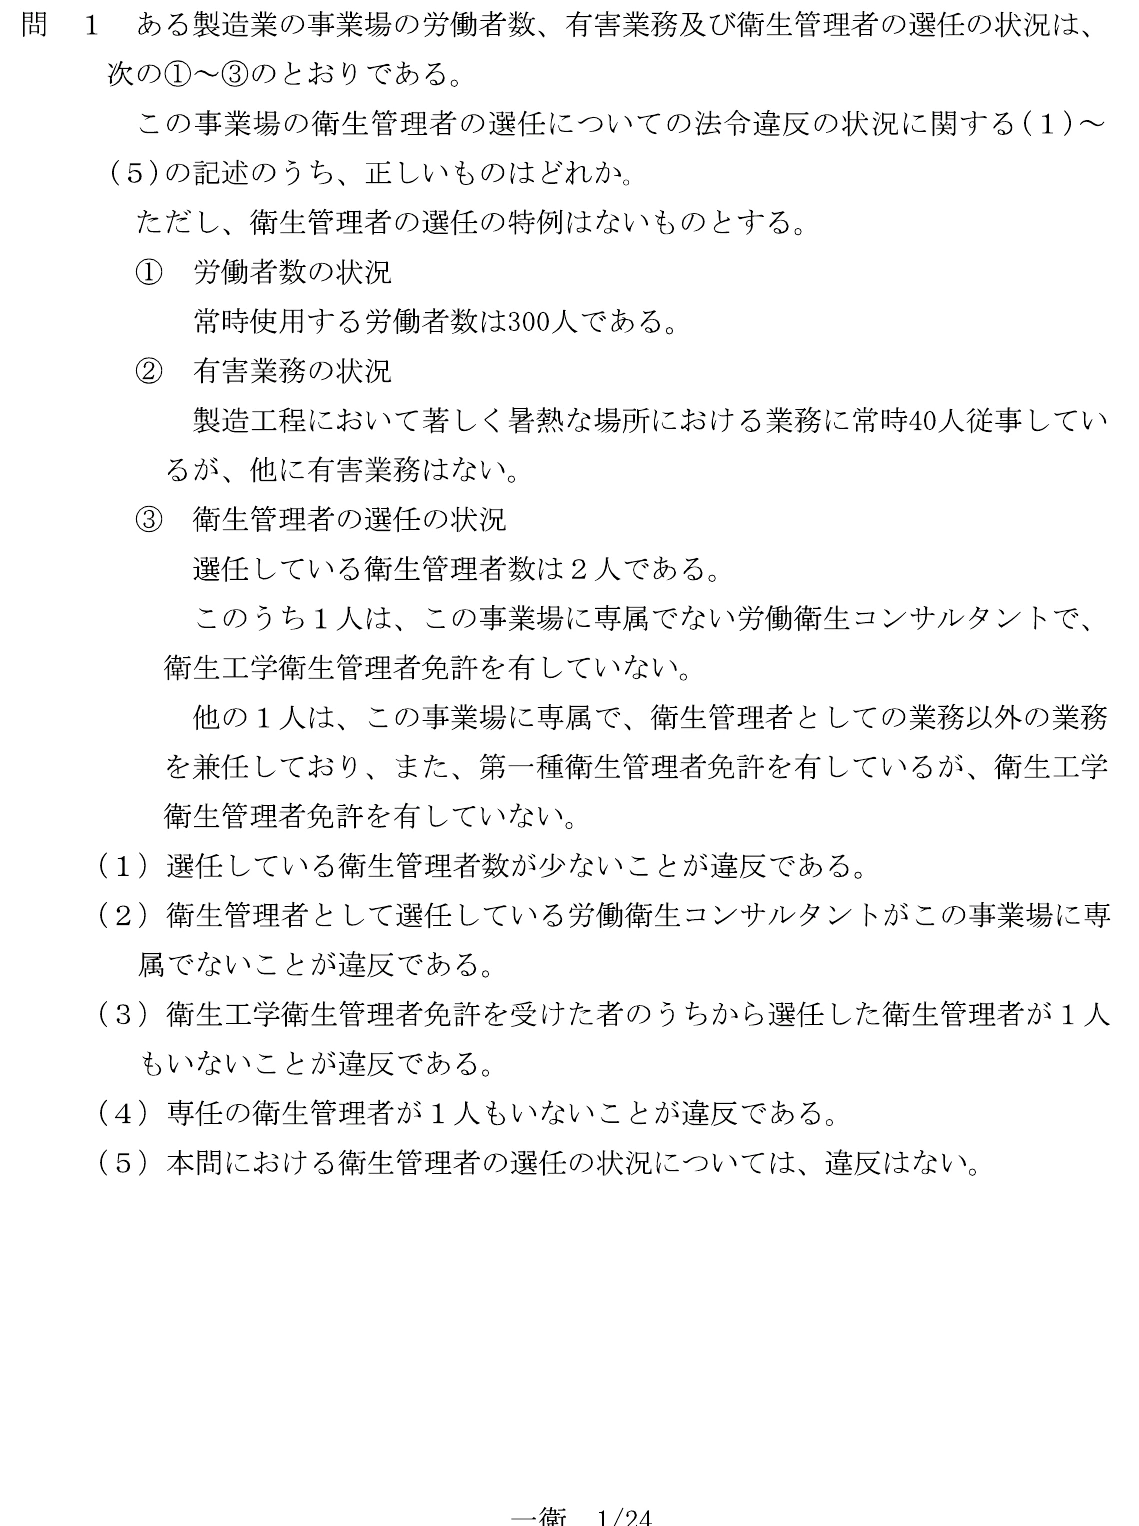 問　１　ある製造業の事業場の労働者数、有害業務及び衛生管理者の選任の状況は、
次の①～③のとおりである。
この事業場の衛生管理者の選任についての法令違反の状況に関する(１)～
(５)の記述のうち、正しいものはどれか。
ただし、衛生管理者の選任の特例はないものとする。
①　労働者数の状況
常時使用する労働者数は300人である。
②　有害業務の状況
製造工程において著しく暑熱な場所における業務に常時40人従事してい
るが、他に有害業務はない。
③　衛生管理者の選任の状況
選任している衛生管理者数は２人である。
このうち１人は、この事業場に専属でない労働衛生コンサルタントで、
衛生工学衛生管理者免許を有していない。
他の１人は、この事業場に専属で、衛生管理者としての業務以外の業務
を兼任しており、また、第一種衛生管理者免許を有しているが、衛生工学
衛生管理者免許を有していない。
(１) 選任している衛生管理者数が少ないことが違反である。
(２) 衛生管理者として選任している労働衛生コンサルタントがこの事業場に専
属でないことが違反である。
(３) 衛生工学衛生管理者免許を受けた者のうちから選任した衛生管理者が１人
もいないことが違反である。
(４) 専任の衛生管理者が１人もいないことが違反である。
(５) 本問における衛生管理者の選任の状況については、違反はない。
一衛　1/24